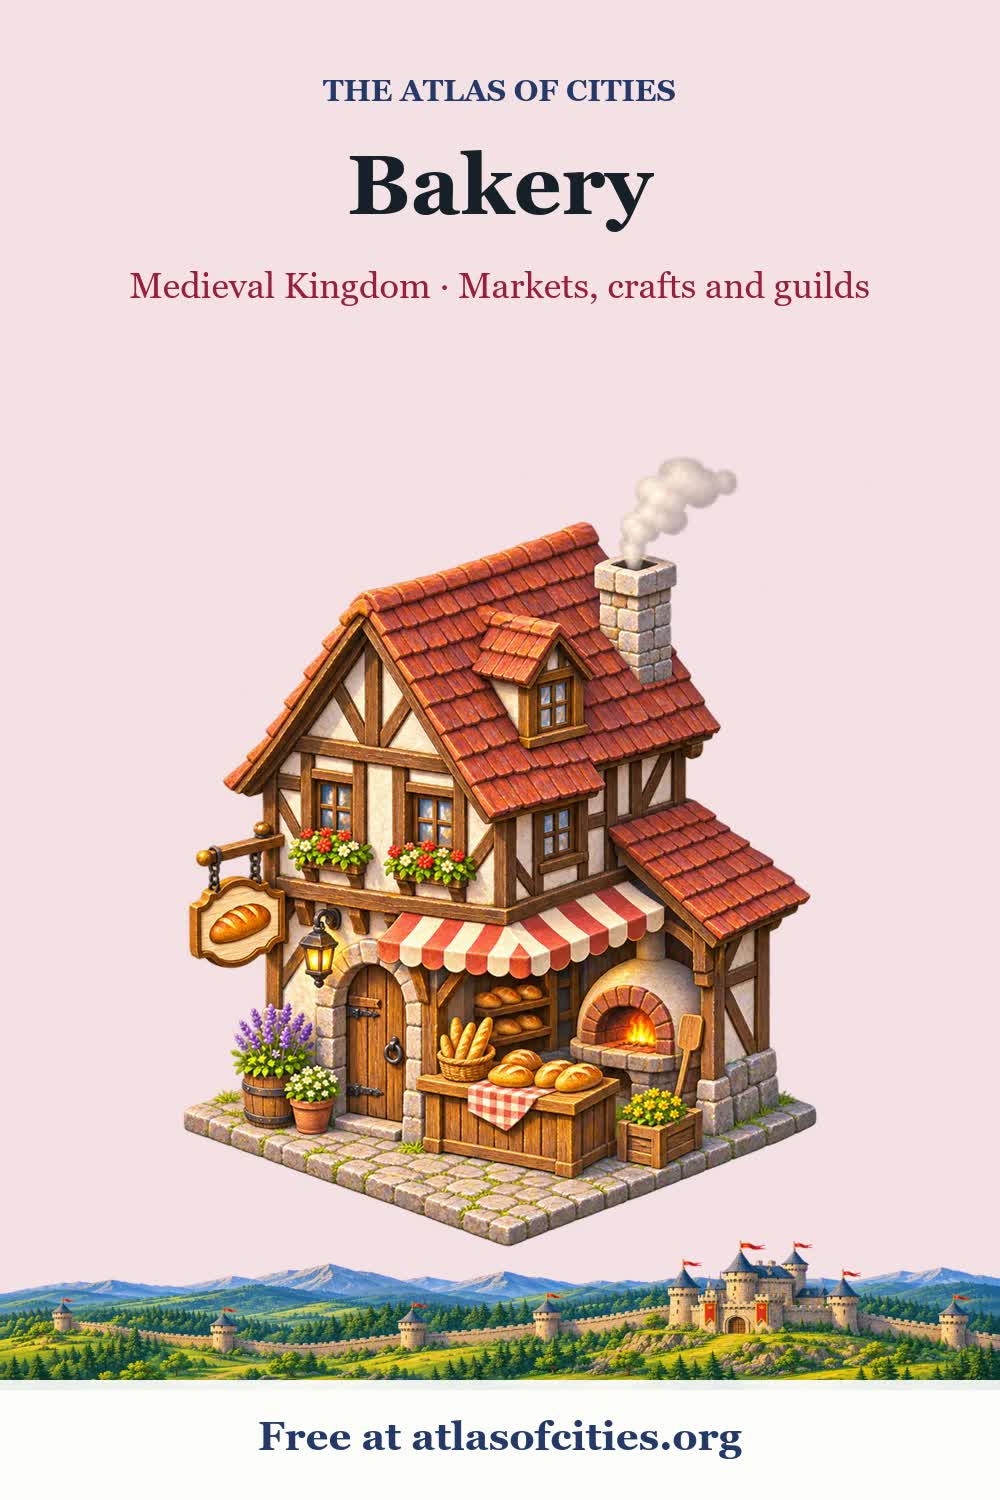 THE ATLAS OF CITIES
Bakery
Medieval Kingdom · Markets, crafts and guilds
Free at atlasofcities.org